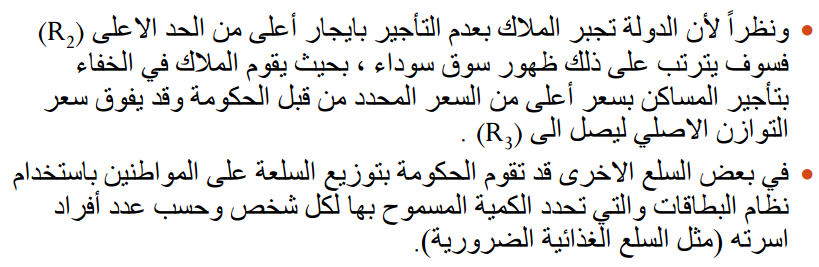 • ونظراً لأن الدولة تجبر الملاك بعدم التأجير بايجار أعلى من الحد الاعلى (R₂)
فسوف يترتب على ذلك ظهور سوق سوداء ، بحيث يقوم الملاك في الخفاء
بتأجير المساكن بسعر أعلى من السعر المحدد من قبل الحكومة وقد يفوق سعر
التوازن الاصلي ليصل الى (R₃) .
• في بعض السلع الاخرى قد تقوم الحكومة بتوزيع السلعة على المواطنين باستخدام
نظام البطاقات والتي تحدد الكمية المسموح بها لكل شخص وحسب عدد أفراد
اسرته (مثل السلع الغذائية الضرورية).